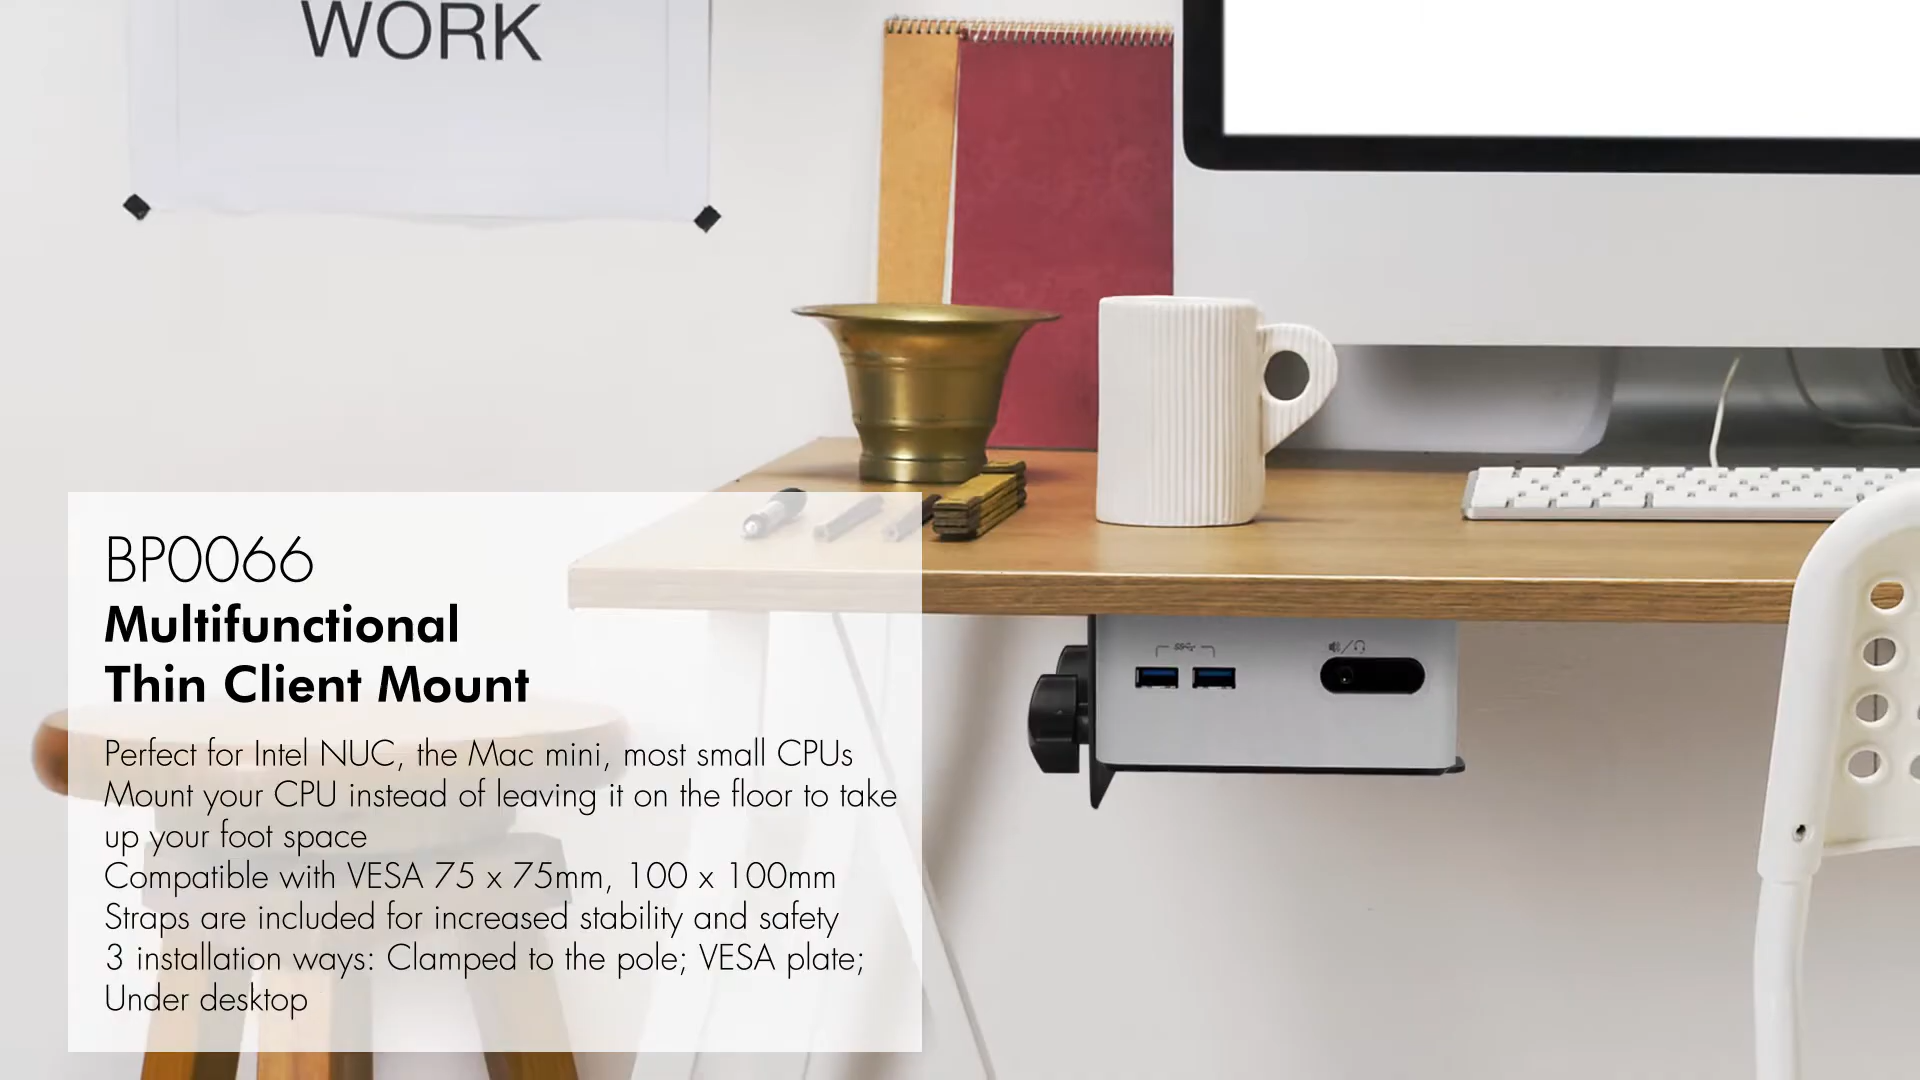 WORK
BP0066
Multifunctional
Thin Client Mount
Perfect for Intel NUC, the Mac mini, most small CPUs
Mount your CPU instead of leaving it on the floor to take
up your foot space
Compatible with VESA 75 x 75mm, 100 x 100mm
Straps are included for increased stability and safety
3 installation ways: Clamped to the pole; VESA plate;
Under desktop